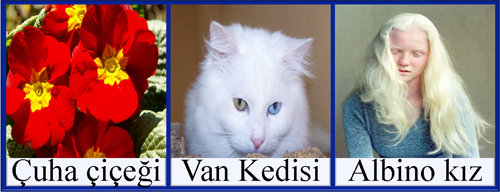 Çuha çiçeği
Van Kedisi
Albino kız